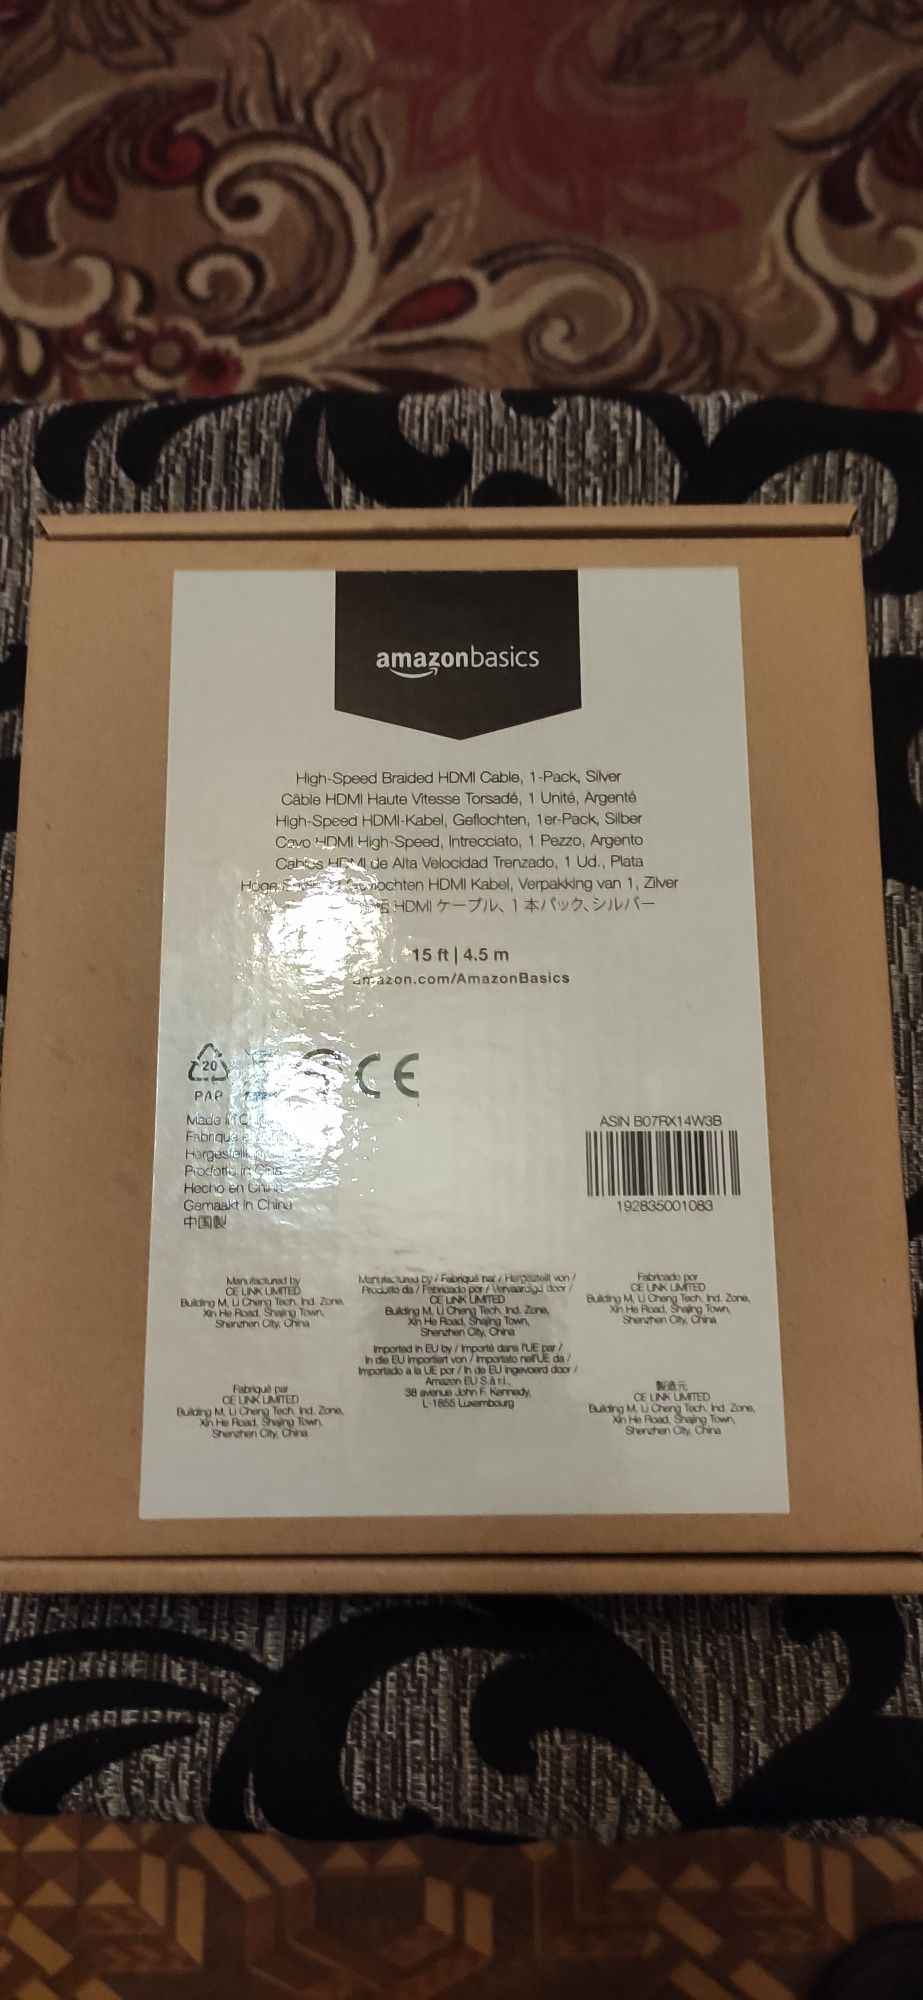 amazonbasics
High-Speed Braided HDMI Cable, 1-Pack, Silver
Câble HDMI Haute Vitesse Torsadé, 1 Unité, Argenté
High-Speed HDMI-Kabel, Geflochten, 1er-Pack, Silber
Cavo HDMI High-Speed, Intrecciato, 1 Pezzo, Argento
Cables HDMI de Alta Velocidad Trenzado, 1 Ud., Plata
HDMI Kabel, Verpakking van 1, Zilver
HDMI ケーブル、1 本パック、シルバー
15 ft | 4.5 m
amazon.com/AmazonBasics
20
PAP
CE
Made in
Fabriqué
Prodotto in Cina
Hecho en China
Gemaakt in China
中国製
ASIN B07RX14W3B
192835001083
Manufactured by
CE LINK LIMITED
Building M, Li Cheng Tech. Ind. Zone,
Xin He Road, Shajing Town,
Shenzhen City, China
Manufactured by / Fabriqué par / Hergestellt von /
Prodotto da / Fabricado por / Vervaardigd door /
CE LINK LIMITED
Building M, Li Cheng Tech. Ind. Zone,
Xin He Road, Shajing Town,
Shenzhen City, China
Fabricado por
CE LINK LIMITED
Building M, Li Cheng Tech. Ind. Zone,
Xin He Road, Shajing Town,
Shenzhen City, China
Imported in EU by / Importé dans l'UE par /
In die EU importiert von / Importato nell'UE da /
Importado a la UE por / In de EU ingevoerd door /
Amazon EU S.à r.l.,
38 avenue John F. Kennedy,
L-1855 Luxembourg
Fabriqué par
CE LINK LIMITED
Building M, Li Cheng Tech. Ind. Zone,
Xin He Road, Shajing Town,
Shenzhen City, China
製造元
CE LINK LIMITED
Building M, Li Cheng Tech. Ind. Zone,
Xin He Road, Shajing Town,
Shenzhen City, China